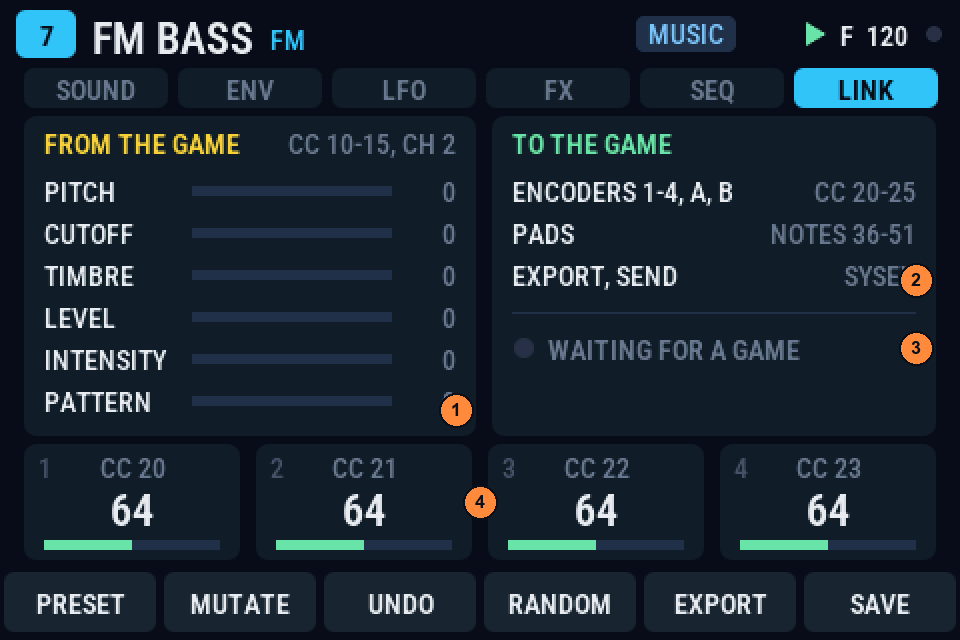 7 FM BASS FM MUSIC F 120
SOUND ENV LFO FX SEQ LINK
FROM THE GAME CC 10-15, CH 2
PITCH 0
CUTOFF 0
TIMBRE 0
LEVEL 0
INTENSITY 0
PATTERN
1
TO THE GAME
ENCODERS 1-4, A, B CC 20-25
PADS NOTES 36-51
EXPORT, SEND
2
WAITING FOR A GAME 3
1 CC 20
64
2 CC 21
64
4
3 CC 22
64
4 CC 23
64
PRESET MUTATE UNDO RANDOM EXPORT SAVE